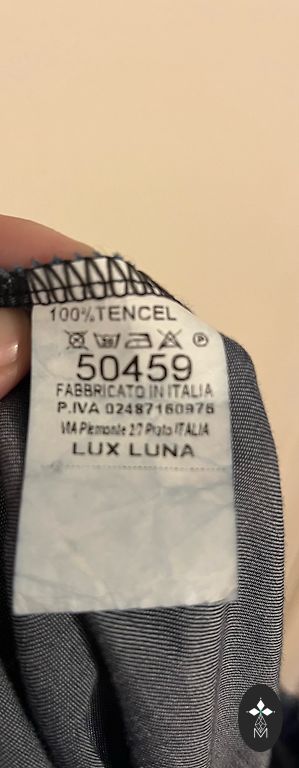 100%TENCEL
P
50459
FABBRICATO IN ITALIA
P.IVA 02487160976
VIA Piemonte 27 Prato ITALIA
LUX LUNA
M